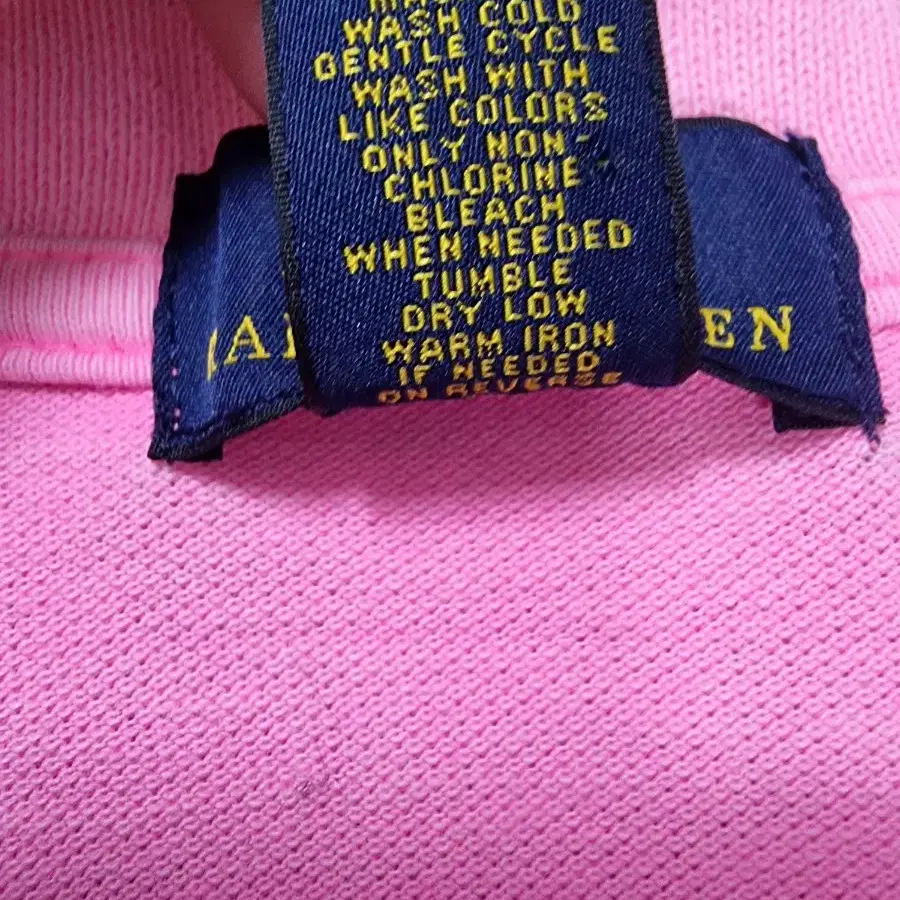 WASH COLD
GENTLE CYCLE
WASH WITH
LIKE COLORS
ONLY NON-
CHLORINE
BLEACH
WHEN NEEDED
TUMBLE
DRY LOW
WARM IRON
IF NEEDED
ON REVERSE
EN